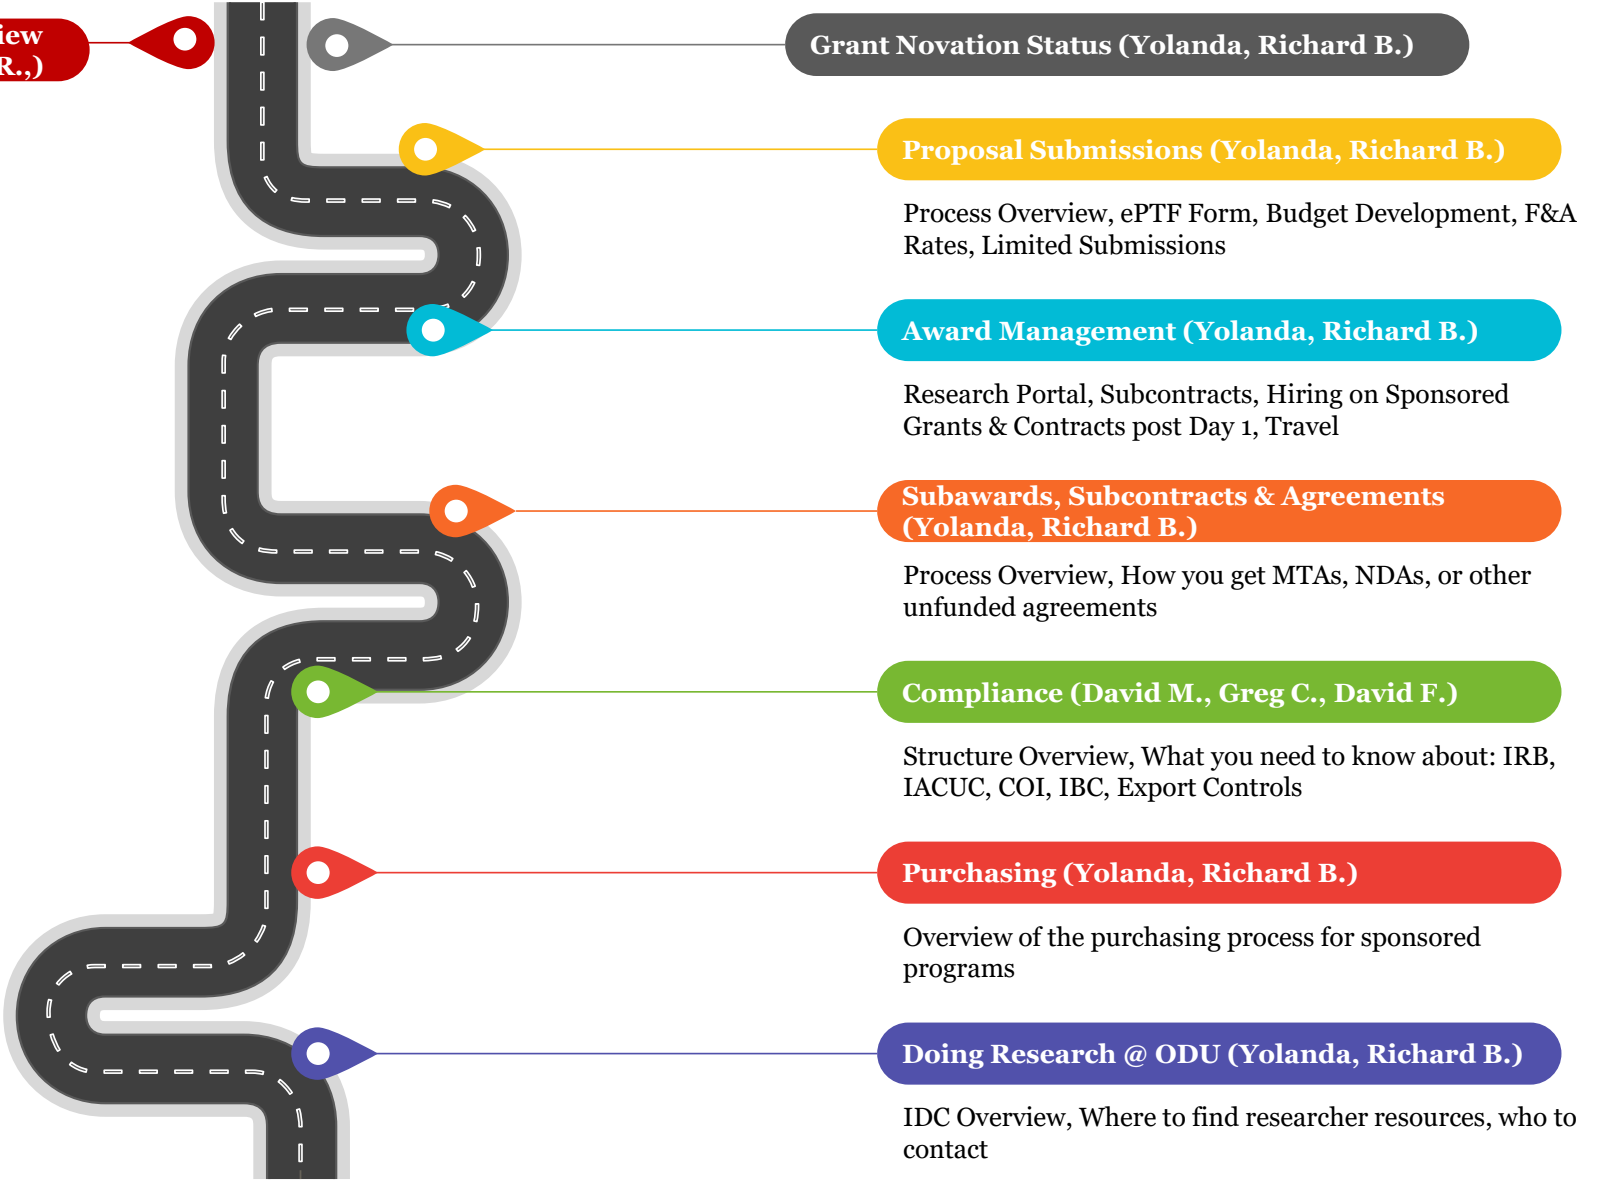 R.,)
Grant Novation Status (Yolanda, Richard B.)
Proposal Submissions (Yolanda, Richard B.)
Process Overview, ePTF Form, Budget Development, F&A
Rates, Limited Submissions
Award Management (Yolanda, Richard B.)
Research Portal, Subcontracts, Hiring on Sponsored
Grants & Contracts post Day 1, Travel
Subawards, Subcontracts & Agreements
(Yolanda, Richard B.)
Process Overview, How you get MTAs, NDAs, or other
unfunded agreements
Compliance (David M., Greg C., David F.)
Structure Overview, What you need to know about: IRB,
IACUC, COI, IBC, Export Controls
Purchasing (Yolanda, Richard B.)
Overview of the purchasing process for sponsored
programs
Doing Research @ ODU (Yolanda, Richard B.)
IDC Overview, Where to find researcher resources, who to
contact